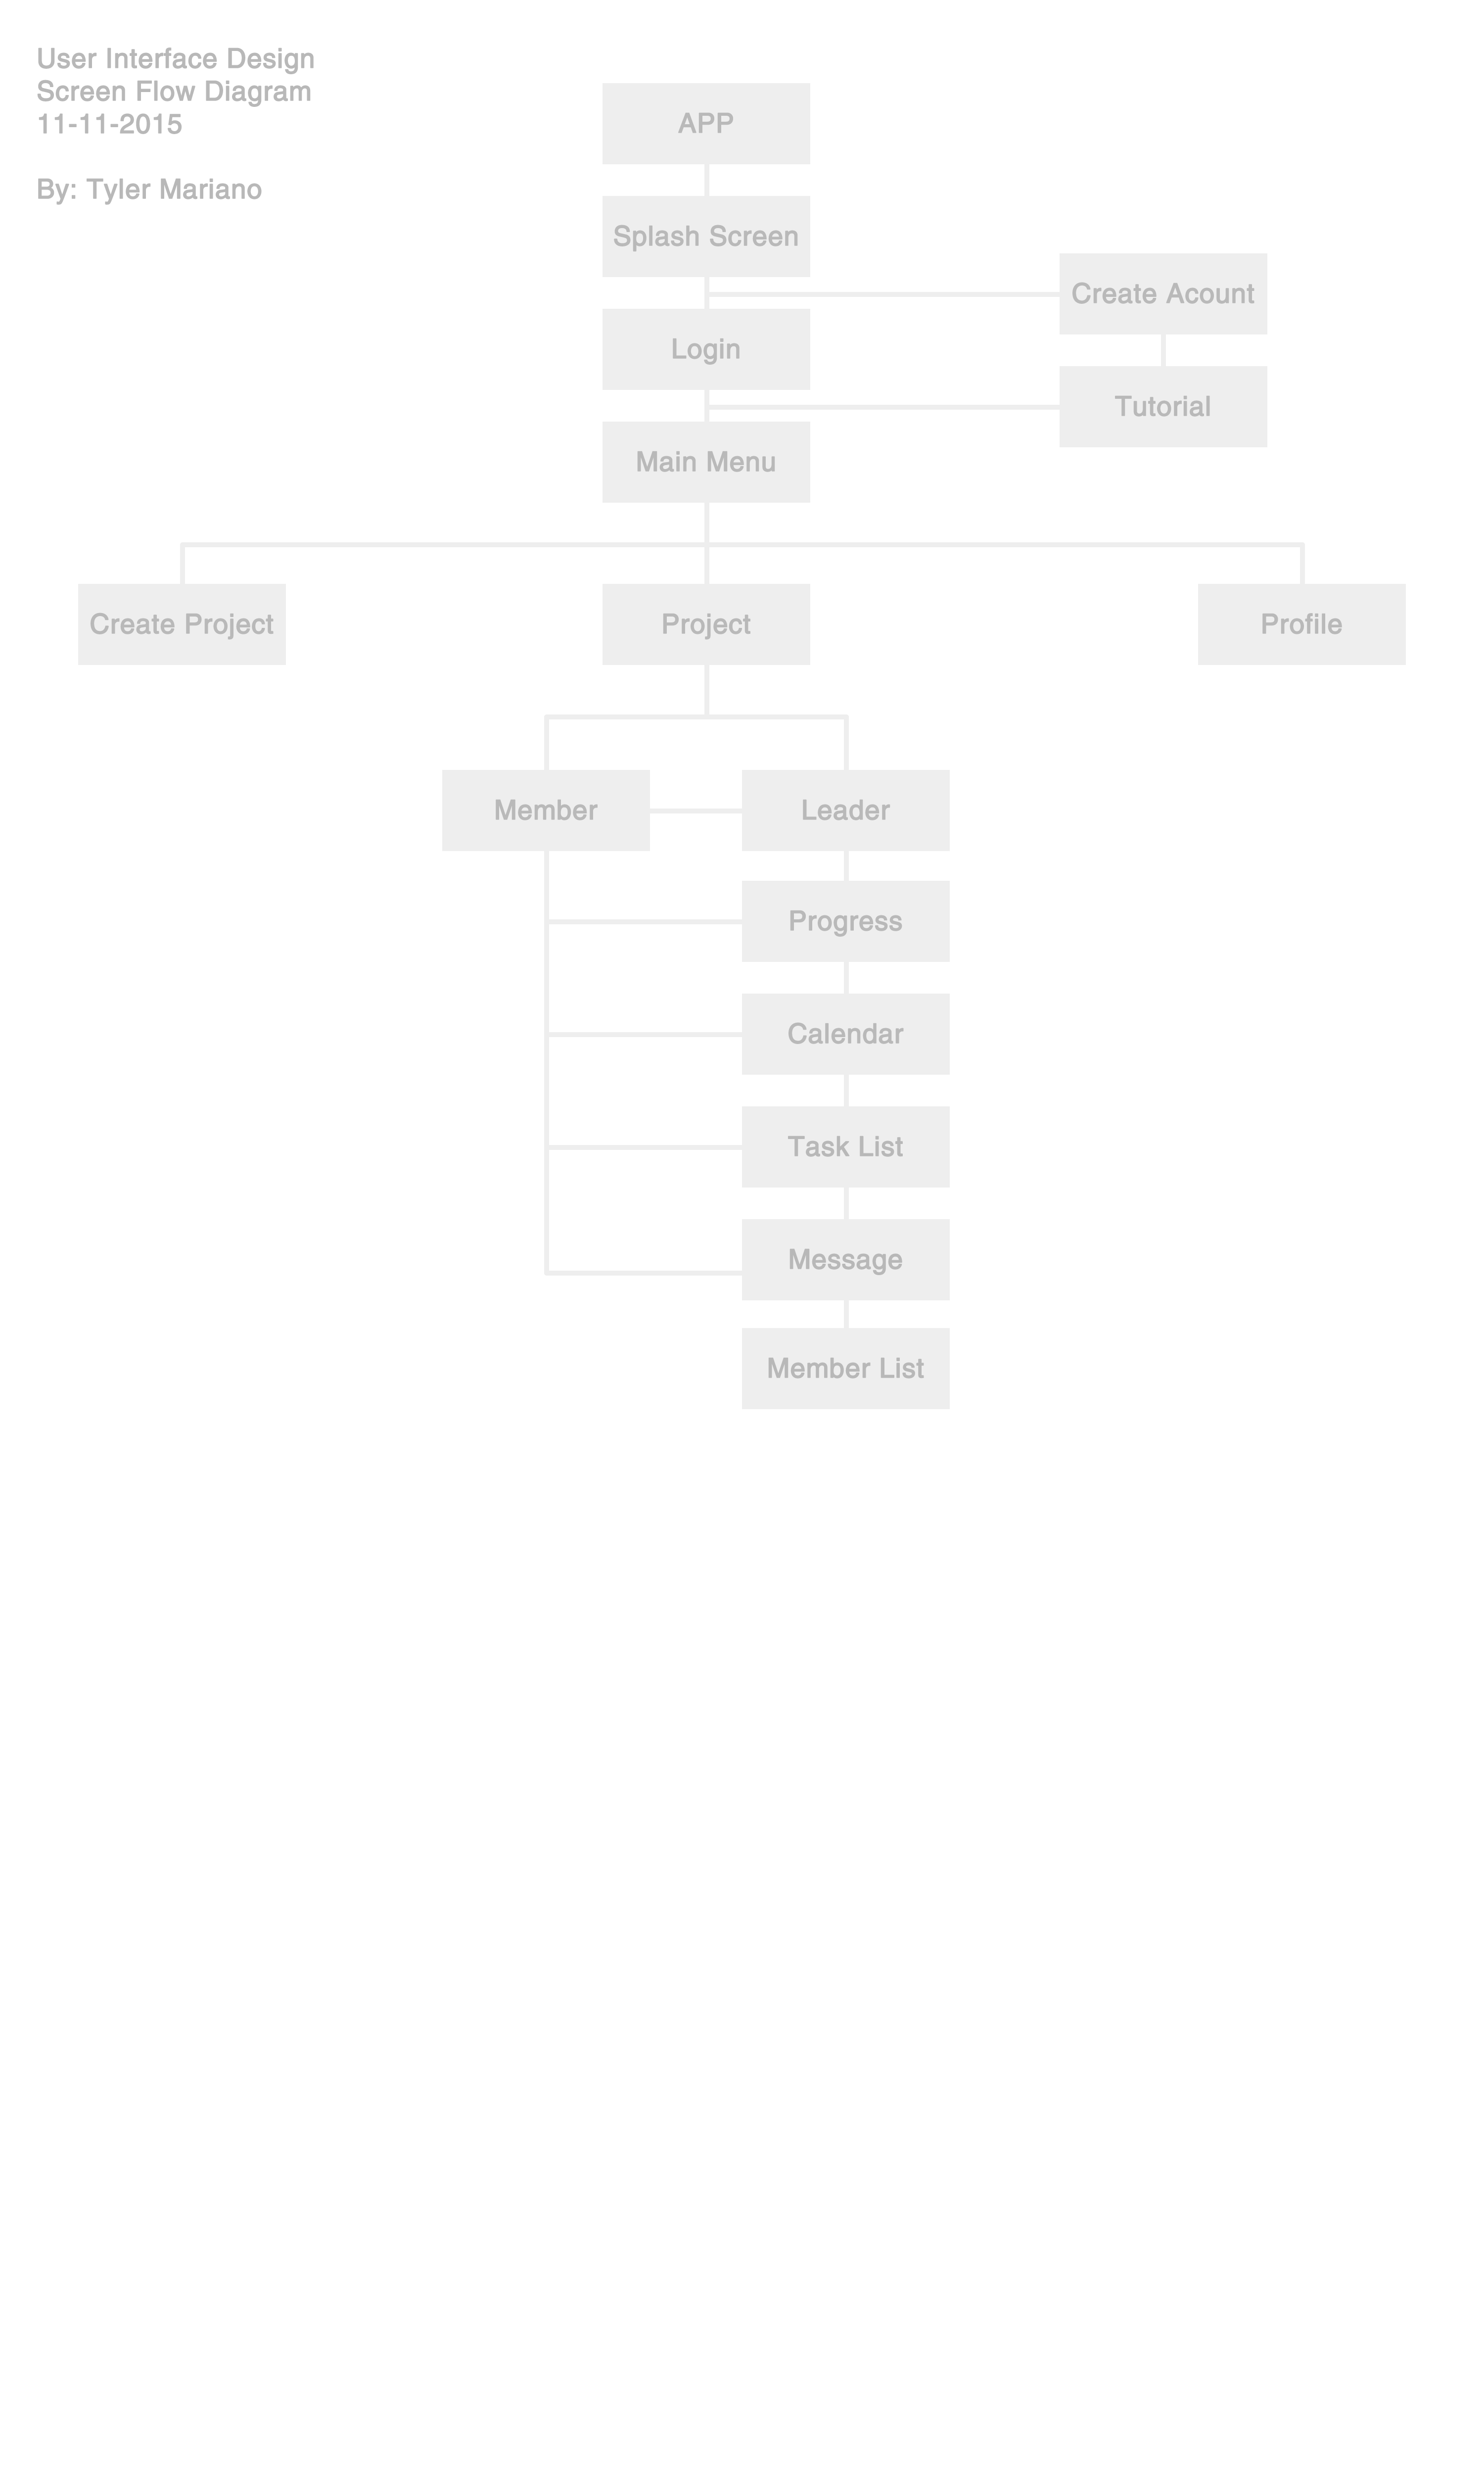 User Interface Design
Screen Flow Diagram
11-11-2015
By: Tyler Mariano
APP
Splash Screen
Create Acount
Login
Tutorial
Main Menu
Create Project
Project
Profile
Member
Leader
Progress
Calendar
Task List
Message
Member List